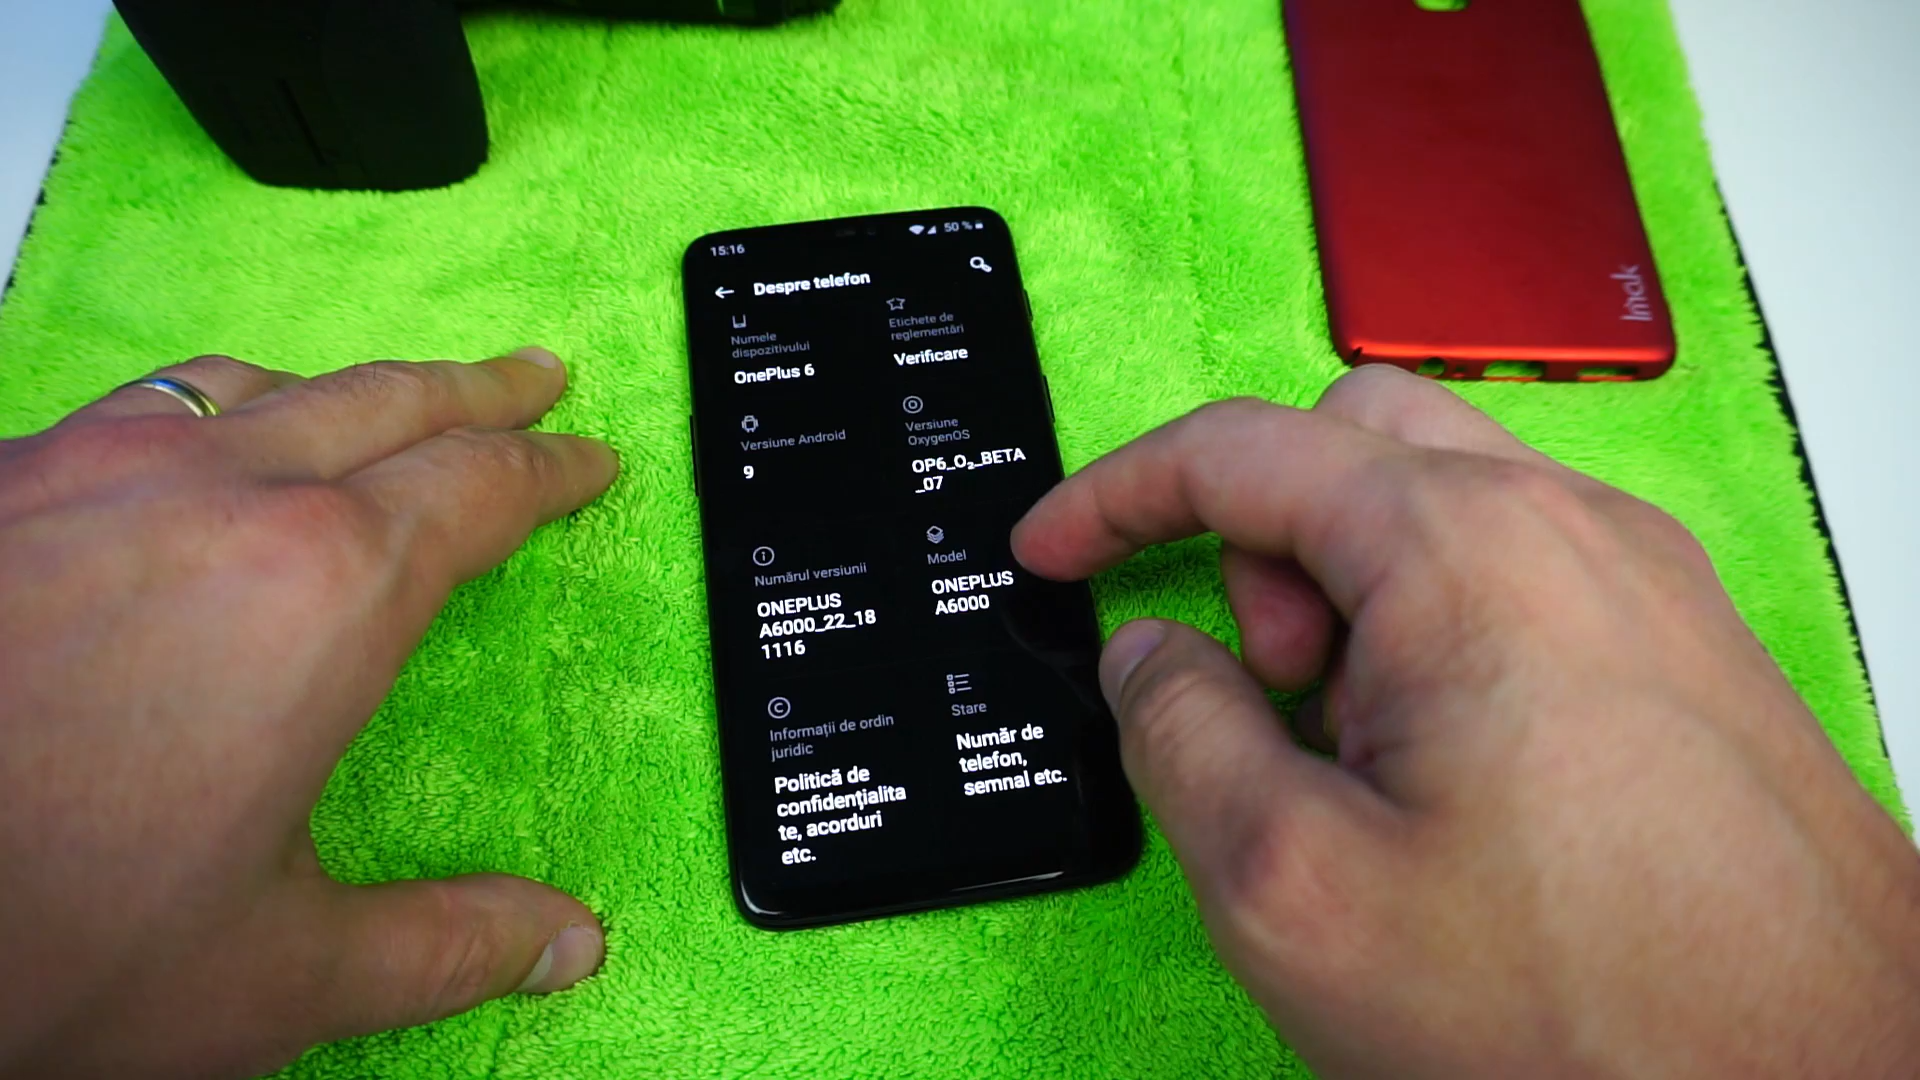 15:16
50 %
Despre telefon
Numele
dispozitivului
OnePlus 6
Etichete de
reglementări
Verificare
Versiune Android
9
Versiune
OxygenOS
OP6_O₂_BETA
_07
Numărul versiunii
ONEPLUS
A6000_22_18
1116
Model
ONEPLUS
A6000
Informații de ordin
juridic
Politică de
confidențialita
te, acorduri
etc.
Stare
Număr de
telefon,
semnal etc.
Imak